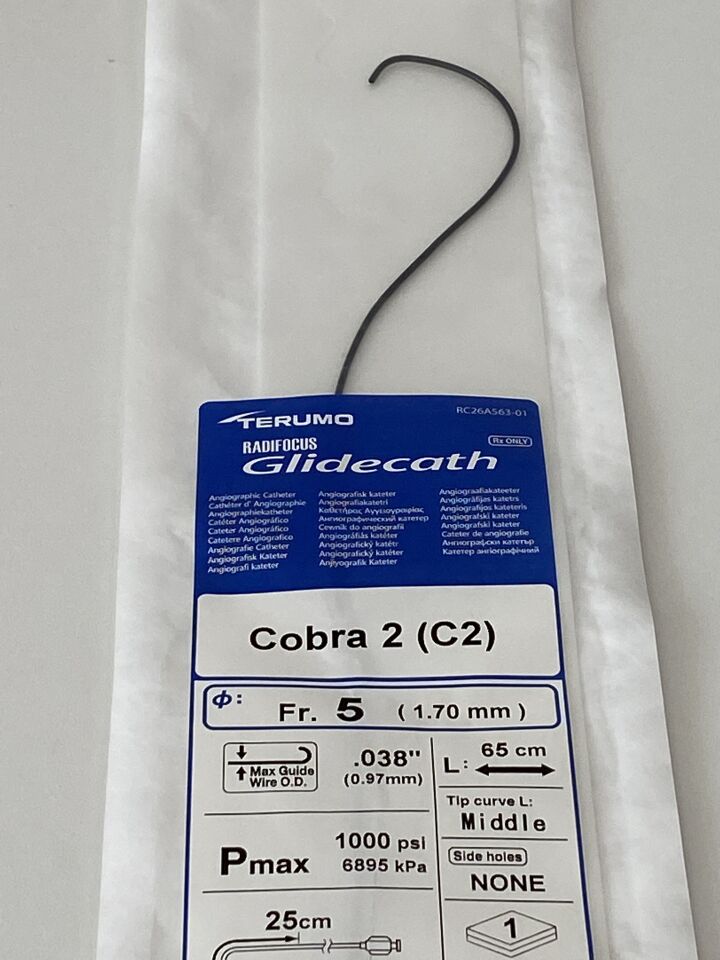 TERUMO
RC26A563-01
RADIFOCUS
Rx ONLY
Glidecath
Angiographic Catheter
Cathéter d' Angiographie
Angiographiekatheter
Catéter Angiográfico
Cateter Angiográfico
Catetere Angiografico
Angiografie Catheter
Angiografisk Kateter
Angiografi kateter
Angiografisk kateter
Angiografiakatetri
Καθετήρας Αγγειογραφίας
Ангиографический катетер
Cewnik do angiografii
Angiográfiás katéter
Angiografický katétr
Angiografický katéter
Anjiyografik Kateter
Angiograafiakateeter
Angiogrāfijas katetrs
Angiografijos kateteris
Angiografski kateter
Angiografski kateter
Cateter de angiografie
Ангиографски катетър
Катетер ангіографічний
Cobra 2 (C2)
Φ:
Fr. 5 (1.70 mm)
Max Guide
Wire O.D.
.038"
(0.97mm)
L: 65 cm
Tip curve L:
Middle
Pmax
1000 psi
6895 kPa
Side holes
NONE
25cm
1